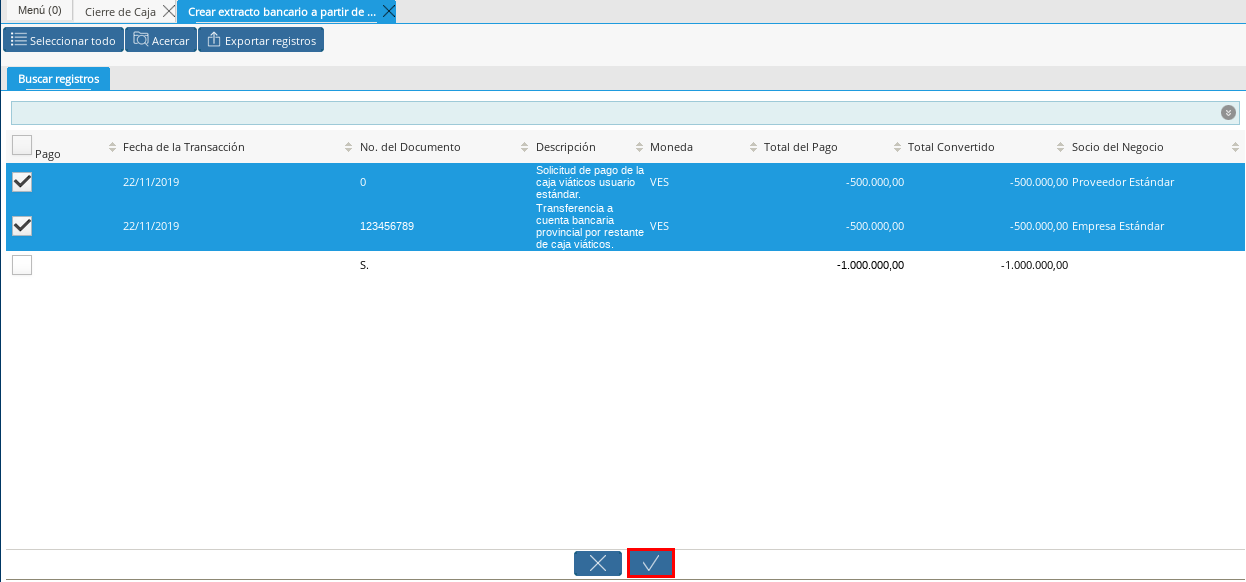 Menú (0)
Cierre de Caja
Crear extracto bancario a partir de ...
Seleccionar todo
Acercar
Exportar registros
Buscar registros
Pago
Fecha de la Transacción
No. del Documento
Descripción
Moneda
Total del Pago
Total Convertido
Socio del Negocio
22/11/2019
0
Solicitud de pago de la
caja viáticos usuario
estándar.
VES
-500.000,00
-500.000,00
Proveedor Estándar
22/11/2019
123456789
Transferencia a
cuenta bancaria
provincial por restante
de caja viáticos.
VES
-500.000,00
-500.000,00
Empresa Estándar
S.
-1.000.000,00
-1.000.000,00